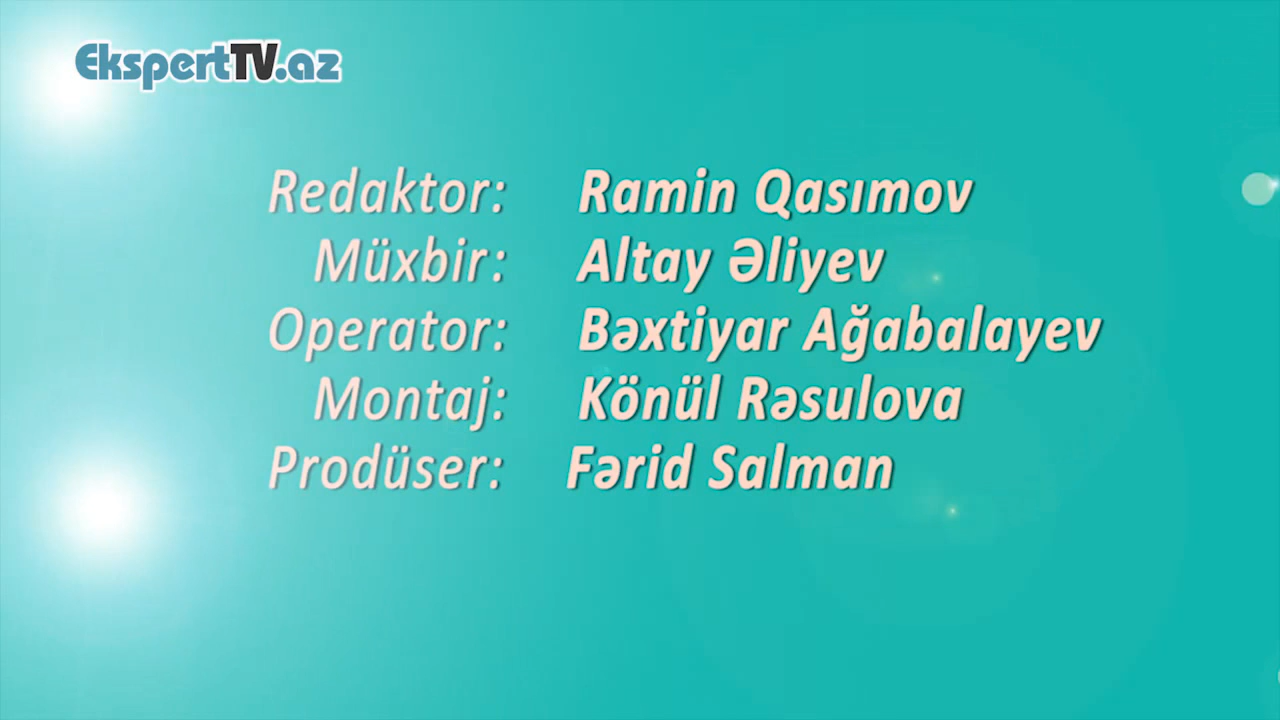 EkspertTV.az
Redaktor: Ramin Qasımov
Müxbir: Altay Əliyev
Operator: Bəxtiyar Ağabalayev
Montaj: Könül Rəsulova
Prodüser: Fərid Salman